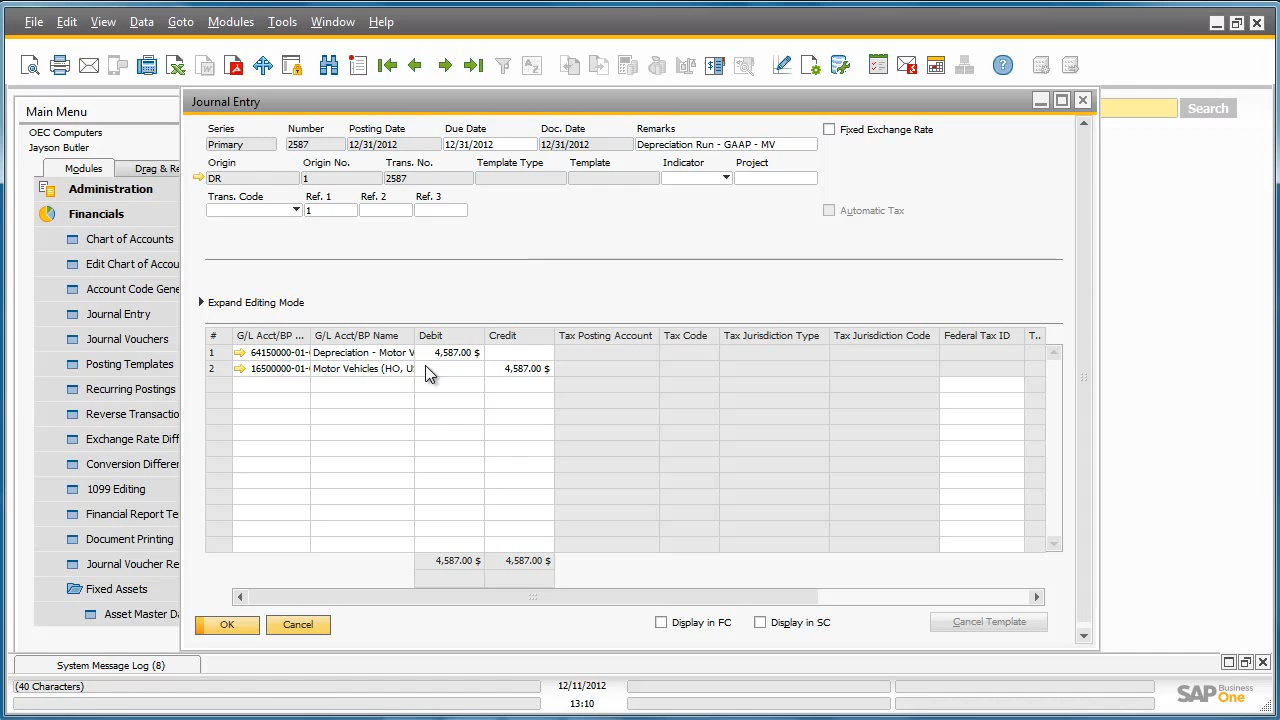 File Edit View Data Goto Modules Tools Window Help
Main Menu
OEC Computers
Jayson Butler
Modules Drag & Re
Administration
Financials
Chart of Accounts
Edit Chart of Accou
Account Code Gene
Journal Entry
Journal Vouchers
Posting Templates
Recurring Postings
Reverse Transactio
Exchange Rate Diff
Conversion Differen
1099 Editing
Financial Report Te
Document Printing
Journal Voucher Re
Fixed Assets
Asset Master Da
Search
Journal Entry
Series Number Posting Date Due Date Doc. Date Remarks
Primary 2587 12/31/2012 12/31/2012 12/31/2012 Depreciation Run - GAAP - MV
Fixed Exchange Rate
Origin Origin No. Trans. No. Template Type Template Indicator Project
DR 1 2587
Trans. Code Ref. 1 Ref. 2 Ref. 3
1
Automatic Tax
Expand Editing Mode
# G/L Acct/BP ... G/L Acct/BP Name Debit Credit Tax Posting Account Tax Code Tax Jurisdiction Type Tax Jurisdiction Code Federal Tax ID T..
1 64150000-01- Depreciation - Motor V 4,587.00 $
2 16500000-01- Motor Vehicles (HO, U 4,587.00 $
4,587.00 $ 4,587.00 $
OK Cancel
Display in FC Display in SC Cancel Template
System Message Log (8)
(40 Characters) 12/11/2012
13:10
SAP Business One